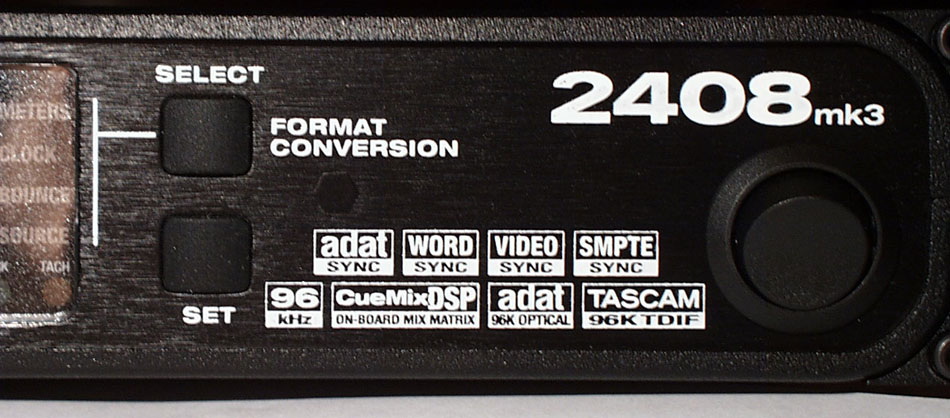 SELECT
2408mk3
METERS
FORMAT
CONVERSION
CLOCK
BOUNCE
SOURCE
TACH
adat WORD VIDEO SMPTE
SYNC SYNC SYNC SYNC
96 CueMixDSP adat TASCAM
kHz ON-BOARD MIX MATRIX 96K OPTICAL 96K TDIF
SET